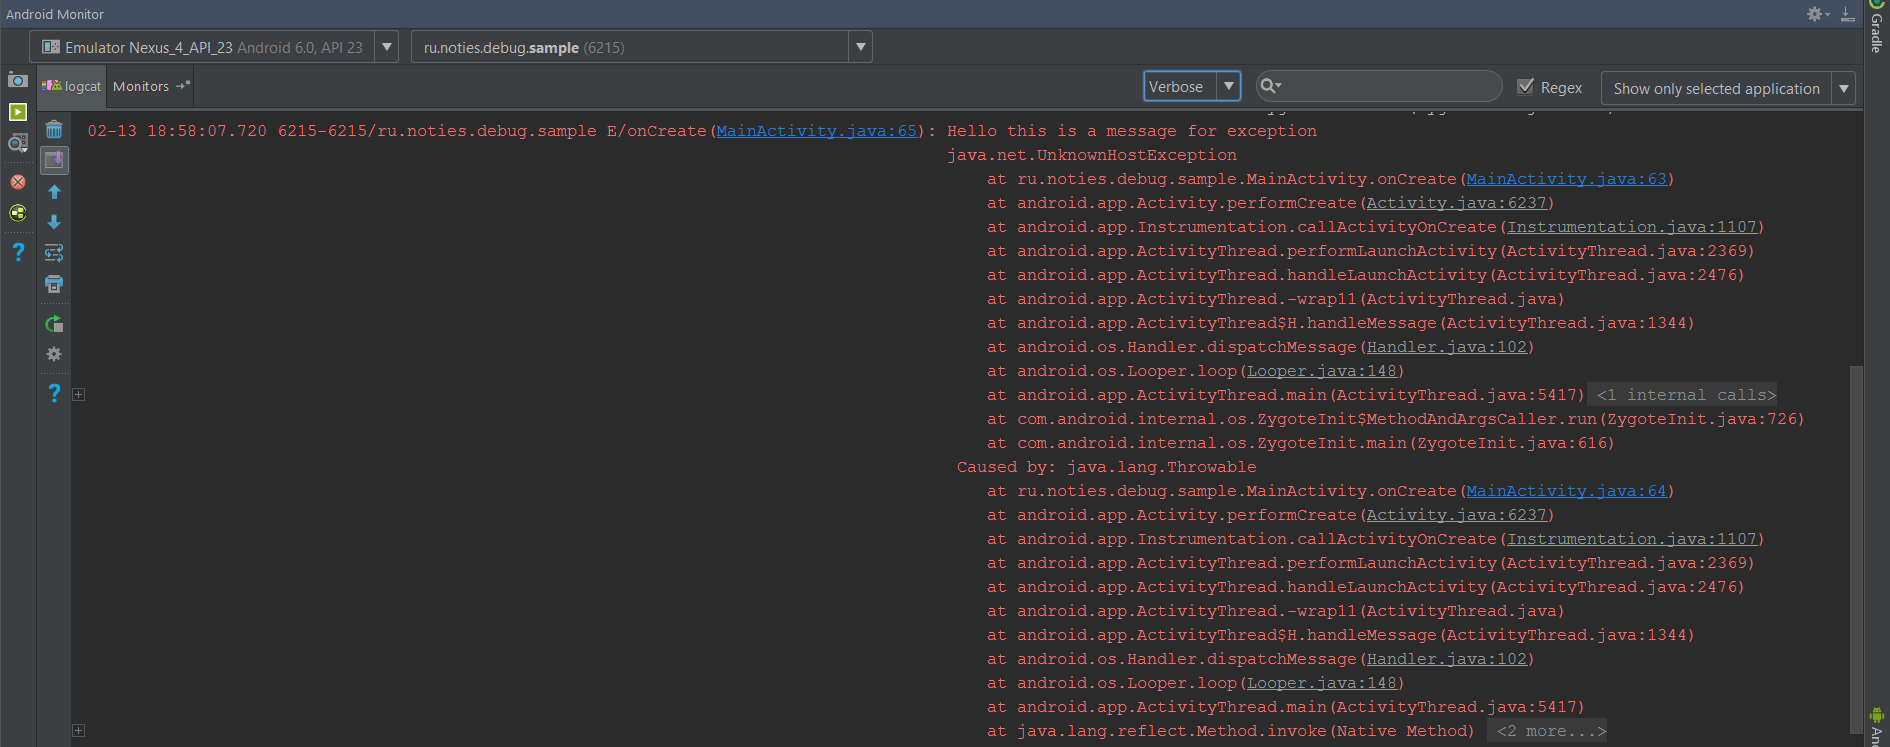 Android Monitor
Emulator Nexus_4_API_23 Android 6.0, API 23
ru.noties.debug.sample (6215)
Gradle
logcat
Monitors
Verbose
Regex
Show only selected application
02-13 18:58:07.720 6215-6215/ru.noties.debug.sample E/onCreate(MainActivity.java:65): Hello this is a message for exception
java.net.UnknownHostException
at ru.noties.debug.sample.MainActivity.onCreate(MainActivity.java:63)
at android.app.Activity.performCreate(Activity.java:6237)
at android.app.Instrumentation.callActivityOnCreate(Instrumentation.java:1107)
at android.app.ActivityThread.performLaunchActivity(ActivityThread.java:2369)
at android.app.ActivityThread.handleLaunchActivity(ActivityThread.java:2476)
at android.app.ActivityThread.-wrap11(ActivityThread.java)
at android.app.ActivityThread$H.handleMessage(ActivityThread.java:1344)
at android.os.Handler.dispatchMessage(Handler.java:102)
at android.os.Looper.loop(Looper.java:148)
at android.app.ActivityThread.main(ActivityThread.java:5417) <1 internal calls>
at com.android.internal.os.ZygoteInit$MethodAndArgsCaller.run(ZygoteInit.java:726)
at com.android.internal.os.ZygoteInit.main(ZygoteInit.java:616)
Caused by: java.lang.Throwable
at ru.noties.debug.sample.MainActivity.onCreate(MainActivity.java:64)
at android.app.Activity.performCreate(Activity.java:6237)
at android.app.Instrumentation.callActivityOnCreate(Instrumentation.java:1107)
at android.app.ActivityThread.performLaunchActivity(ActivityThread.java:2369)
at android.app.ActivityThread.handleLaunchActivity(ActivityThread.java:2476)
at android.app.ActivityThread.-wrap11(ActivityThread.java)
at android.app.ActivityThread$H.handleMessage(ActivityThread.java:1344)
at android.os.Handler.dispatchMessage(Handler.java:102)
at android.os.Looper.loop(Looper.java:148)
at android.app.ActivityThread.main(ActivityThread.java:5417)
at java.lang.reflect.Method.invoke(Native Method) <2 more...>